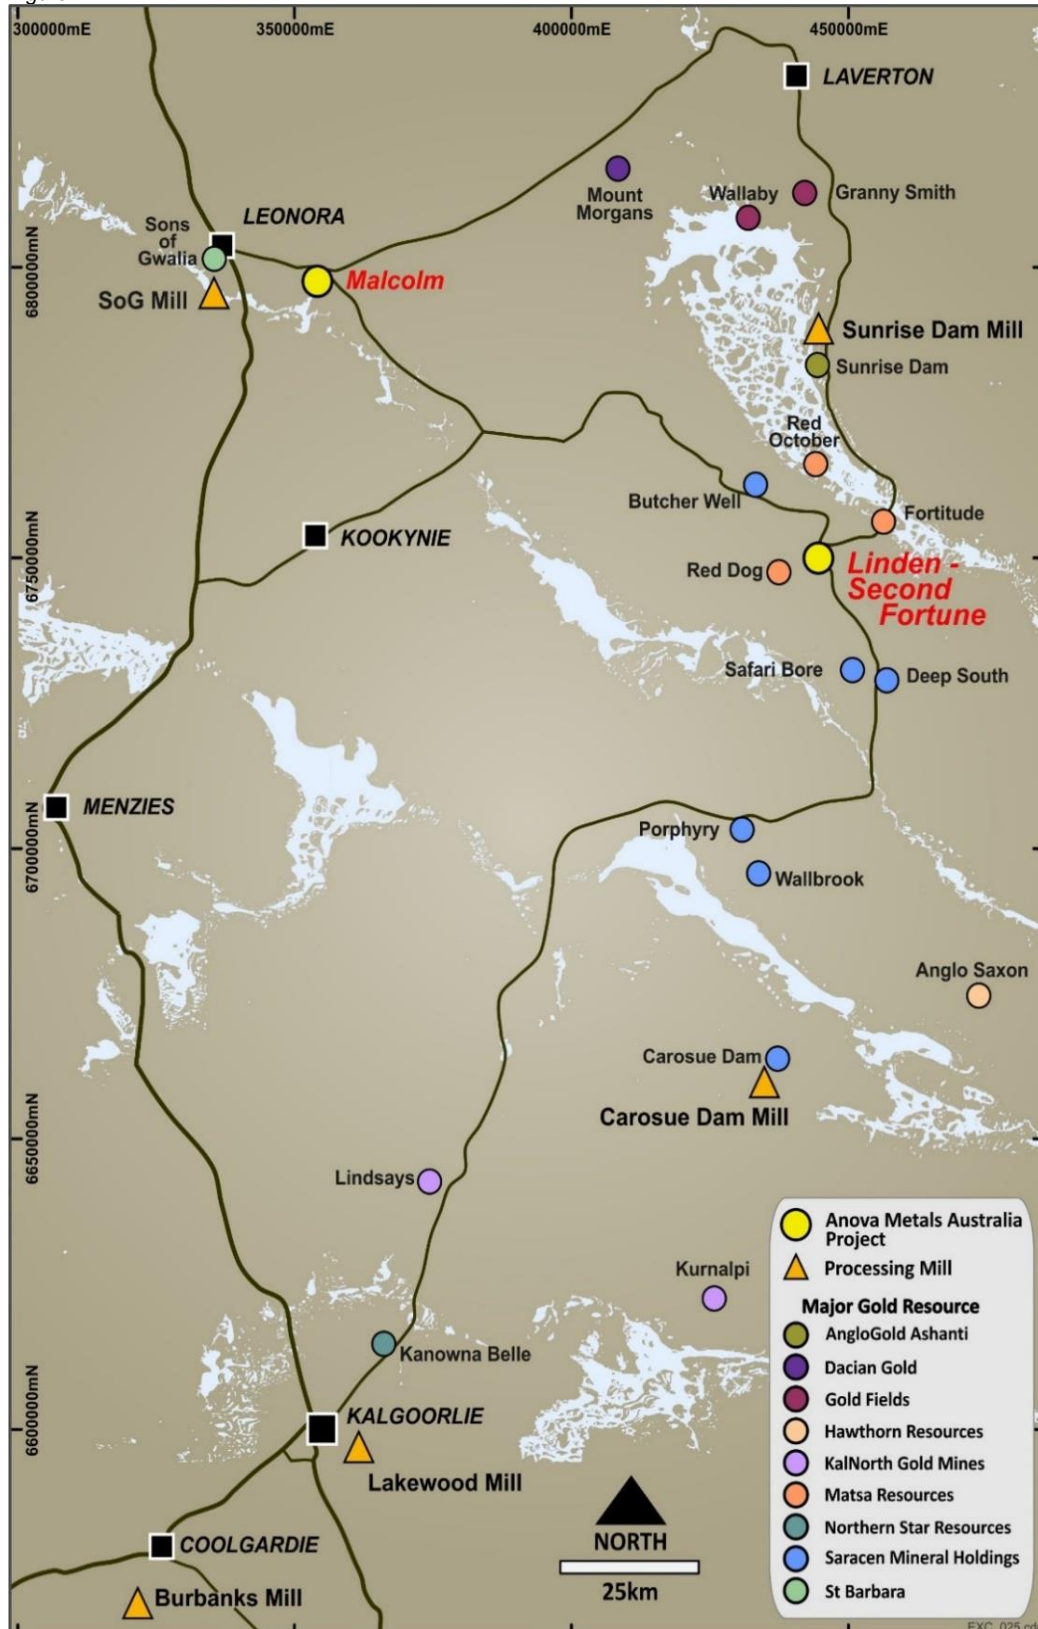 300000mE
350000mE
400000mE
450000mE
LAVERTON
Mount
Morgans
Wallaby
Granny Smith
LEONORA
Sons
of
Gwalia
6800000mN
Malcolm
SoG Mill
Sunrise Dam Mill
Sunrise Dam
Red
October
Butcher Well
Fortitude
KOOKYNIE
6750000mN
Red Dog
Linden -
Second
Fortune
Safari Bore
Deep South
MENZIES
6700000mN
Porphyry
Wallbrook
Anglo Saxon
Carosue Dam
Carosue Dam Mill
6650000mN
Lindsays
Kurnalpi
Kanowna Belle
6600000mN
KALGOORLIE
Lakewood Mill
COOLGARDIE
Burbanks Mill
NORTH
25km
Anova Metals Australia
Project
Processing Mill
Major Gold Resource
AngloGold Ashanti
Dacian Gold
Gold Fields
Hawthorn Resources
KalNorth Gold Mines
Matsa Resources
Northern Star Resources
Saracen Mineral Holdings
St Barbara